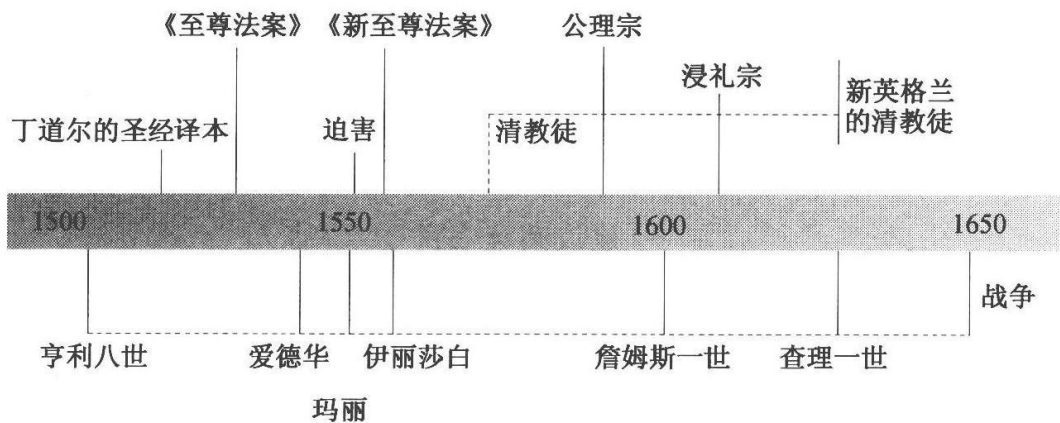 《至尊法案》 《新至尊法案》 公理宗
浸礼宗
新英格兰
的清教徒
丁道尔的圣经译本 迫害 清教徒
1500 1550 1600 1650
战争
亨利八世 爱德华 伊丽莎白 詹姆斯一世 查理一世
玛丽